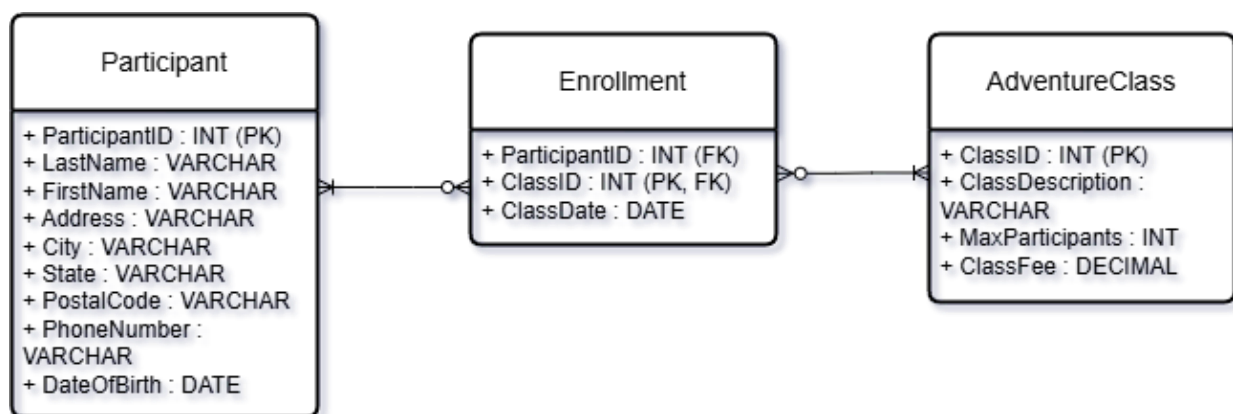 Participant
+ ParticipantID : INT (PK)
+ LastName : VARCHAR
+ FirstName : VARCHAR
+ Address : VARCHAR
+ City : VARCHAR
+ State : VARCHAR
+ PostalCode : VARCHAR
+ PhoneNumber :
VARCHAR
+ DateOfBirth : DATE
Enrollment
+ ParticipantID : INT (FK)
+ ClassID : INT (PK, FK)
+ ClassDate : DATE
AdventureClass
+ ClassID : INT (PK)
+ ClassDescription :
VARCHAR
+ MaxParticipants : INT
+ ClassFee : DECIMAL